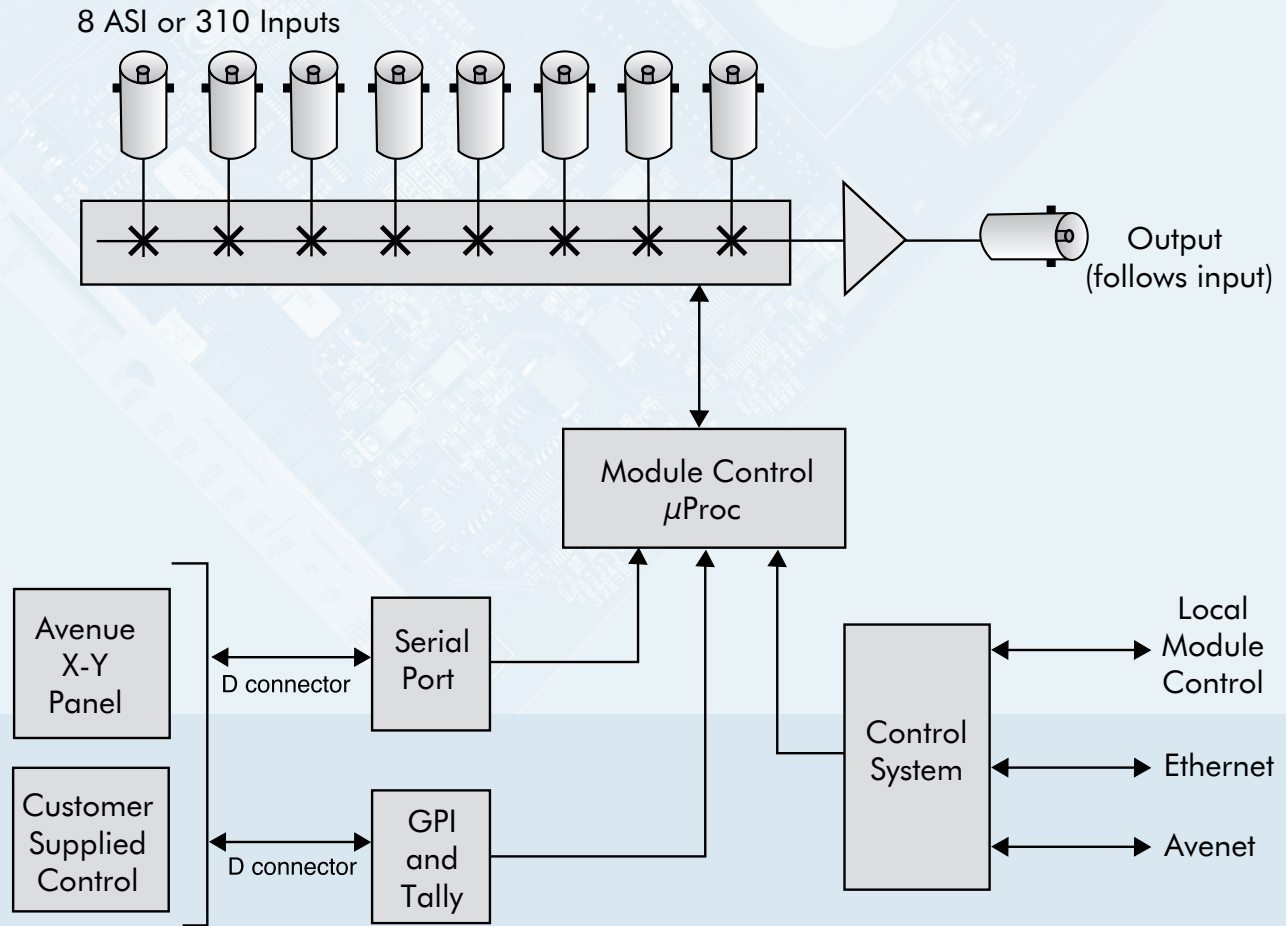 8 ASI or 310 Inputs
Output
(follows input)
Module Control
µProc
Avenue
X-Y
Panel
D connector
Serial
Port
Local
Module
Control
Control
System
Ethernet
Customer
Supplied
Control
D connector
GPI
and
Tally
Avenet